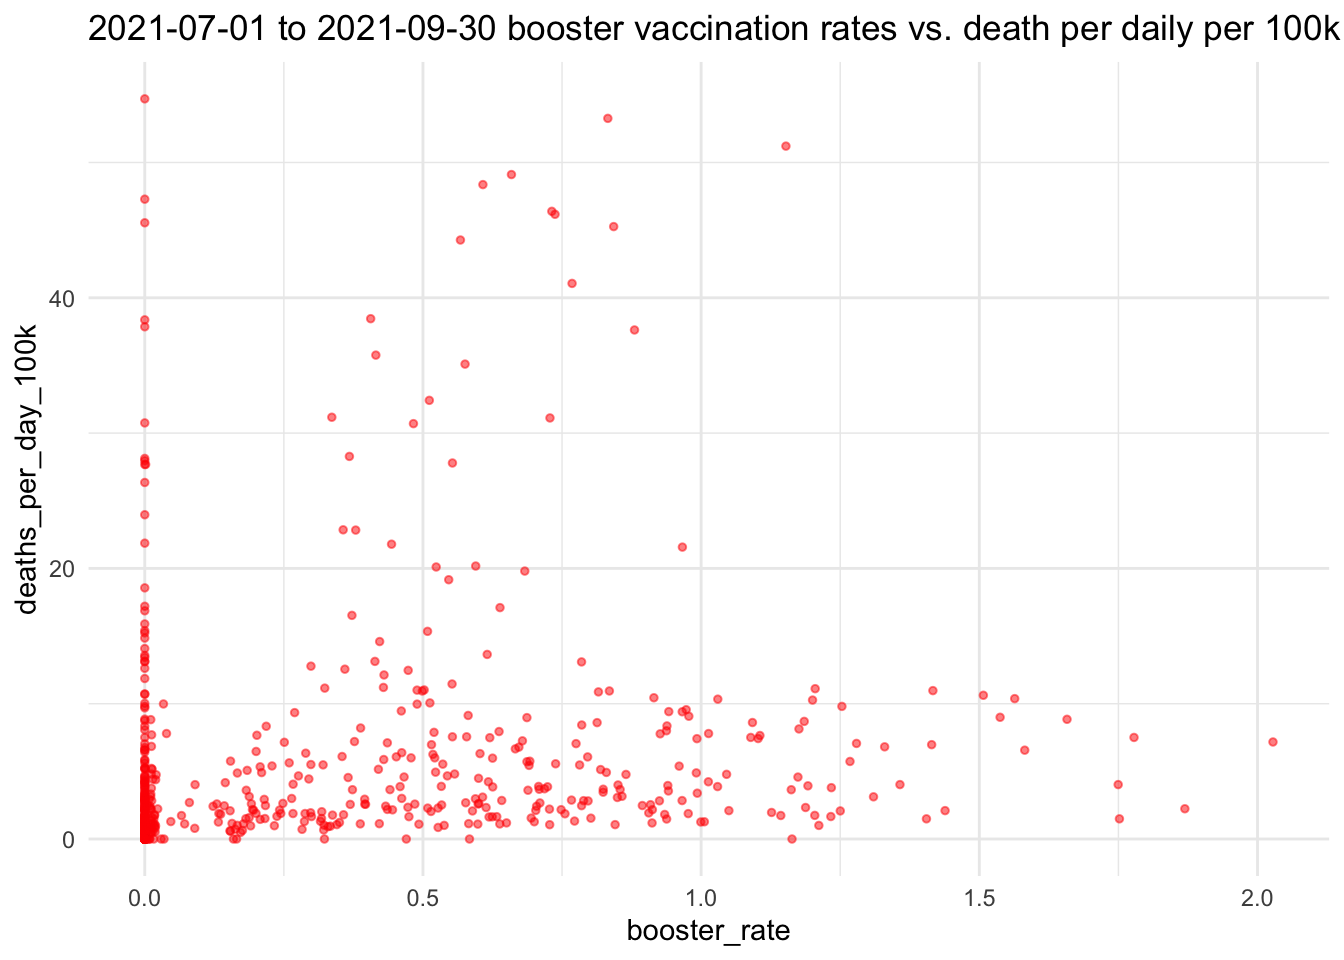 2021-07-01 to 2021-09-30 booster vaccination rates vs. death per daily per 100k
deaths_per_day_100k
40
20
0
0.0 0.5 1.0 1.5 2.0
booster_rate